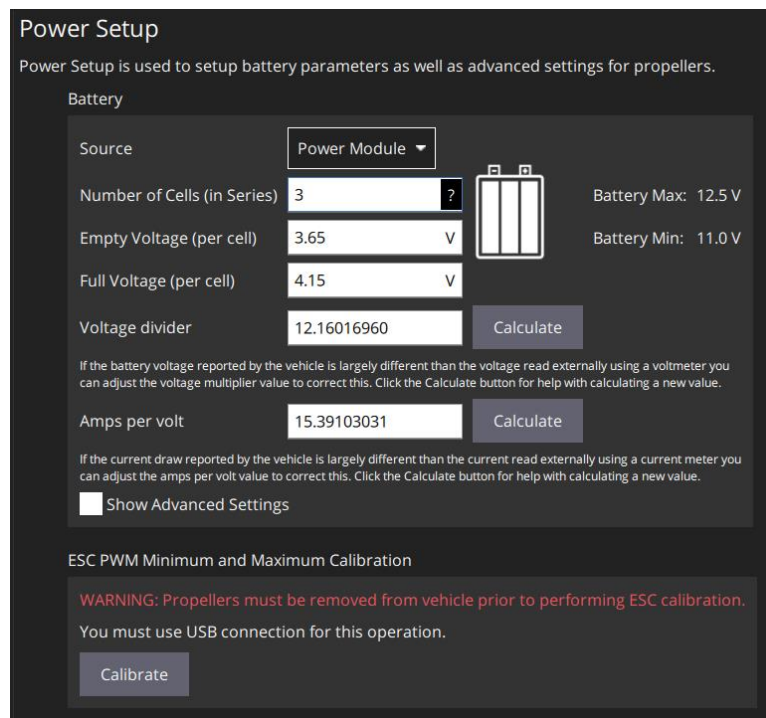 Power Setup
Power Setup is used to setup battery parameters as well as advanced settings for propellers.
Battery
Source Power Module
Number of Cells (in Series) 3 ? Battery Max: 12.5 V
Empty Voltage (per cell) 3.65 V Battery Min: 11.0 V
Full Voltage (per cell) 4.15 V
Voltage divider 12.16016960 Calculate
If the battery voltage reported by the vehicle is largely different than the voltage read externally using a voltmeter you
can adjust the voltage multiplier value to correct this. Click the Calculate button for help with calculating a new value.
Amps per volt 15.39103031 Calculate
If the current draw reported by the vehicle is largely different than the current read externally using a current meter you
can adjust the amps per volt value to correct this. Click the Calculate button for help with calculating a new value.
Show Advanced Settings
ESC PWM Minimum and Maximum Calibration
WARNING: Propellers must be removed from vehicle prior to performing ESC calibration.
You must use USB connection for this operation.
Calibrate